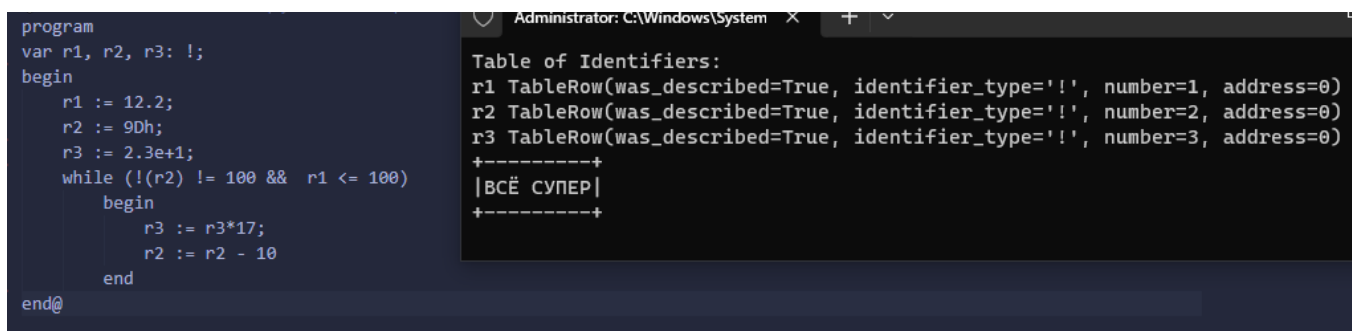 program
var r1, r2, r3: !;
begin
    r1 := 12.2;
    r2 := 9Dh;
    r3 := 2.3e+1;
    while (!(r2) != 100 &&  r1 <= 100)
        begin
            r3 := r3*17;
            r2 := r2 - 10
        end
end@
Administrator: C:\Windows\System
Table of Identifiers:
r1 TableRow(was_described=True, identifier_type='!', number=1, address=0)
r2 TableRow(was_described=True, identifier_type='!', number=2, address=0)
r3 TableRow(was_described=True, identifier_type='!', number=3, address=0)
+---------+
|ВСЁ СУПЕР|
+---------+